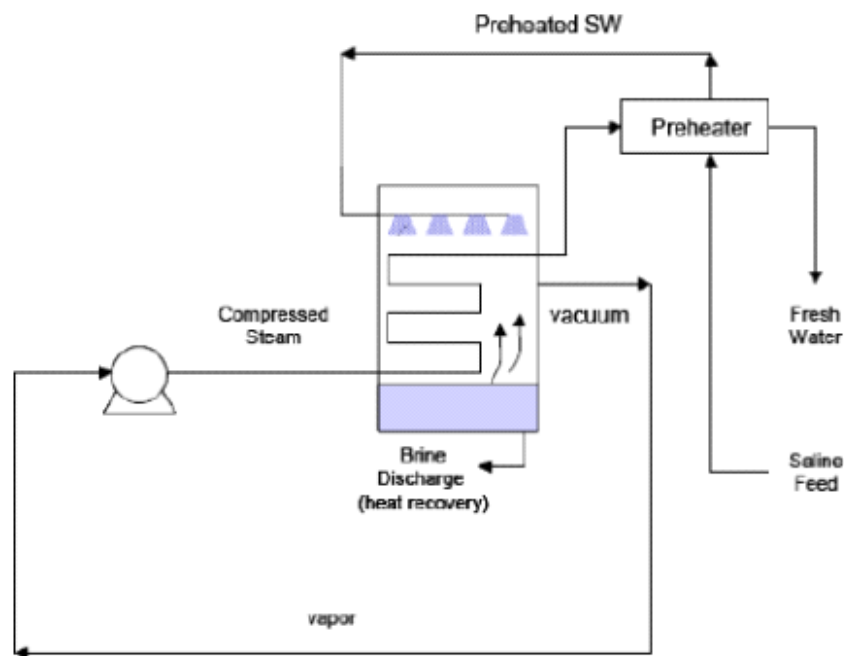 Preheated SW
Preheater
Compressed
Steam
vacuum
Fresh
Water
Brine
Discharge
(heat recovery)
Saline
Feed
vapor